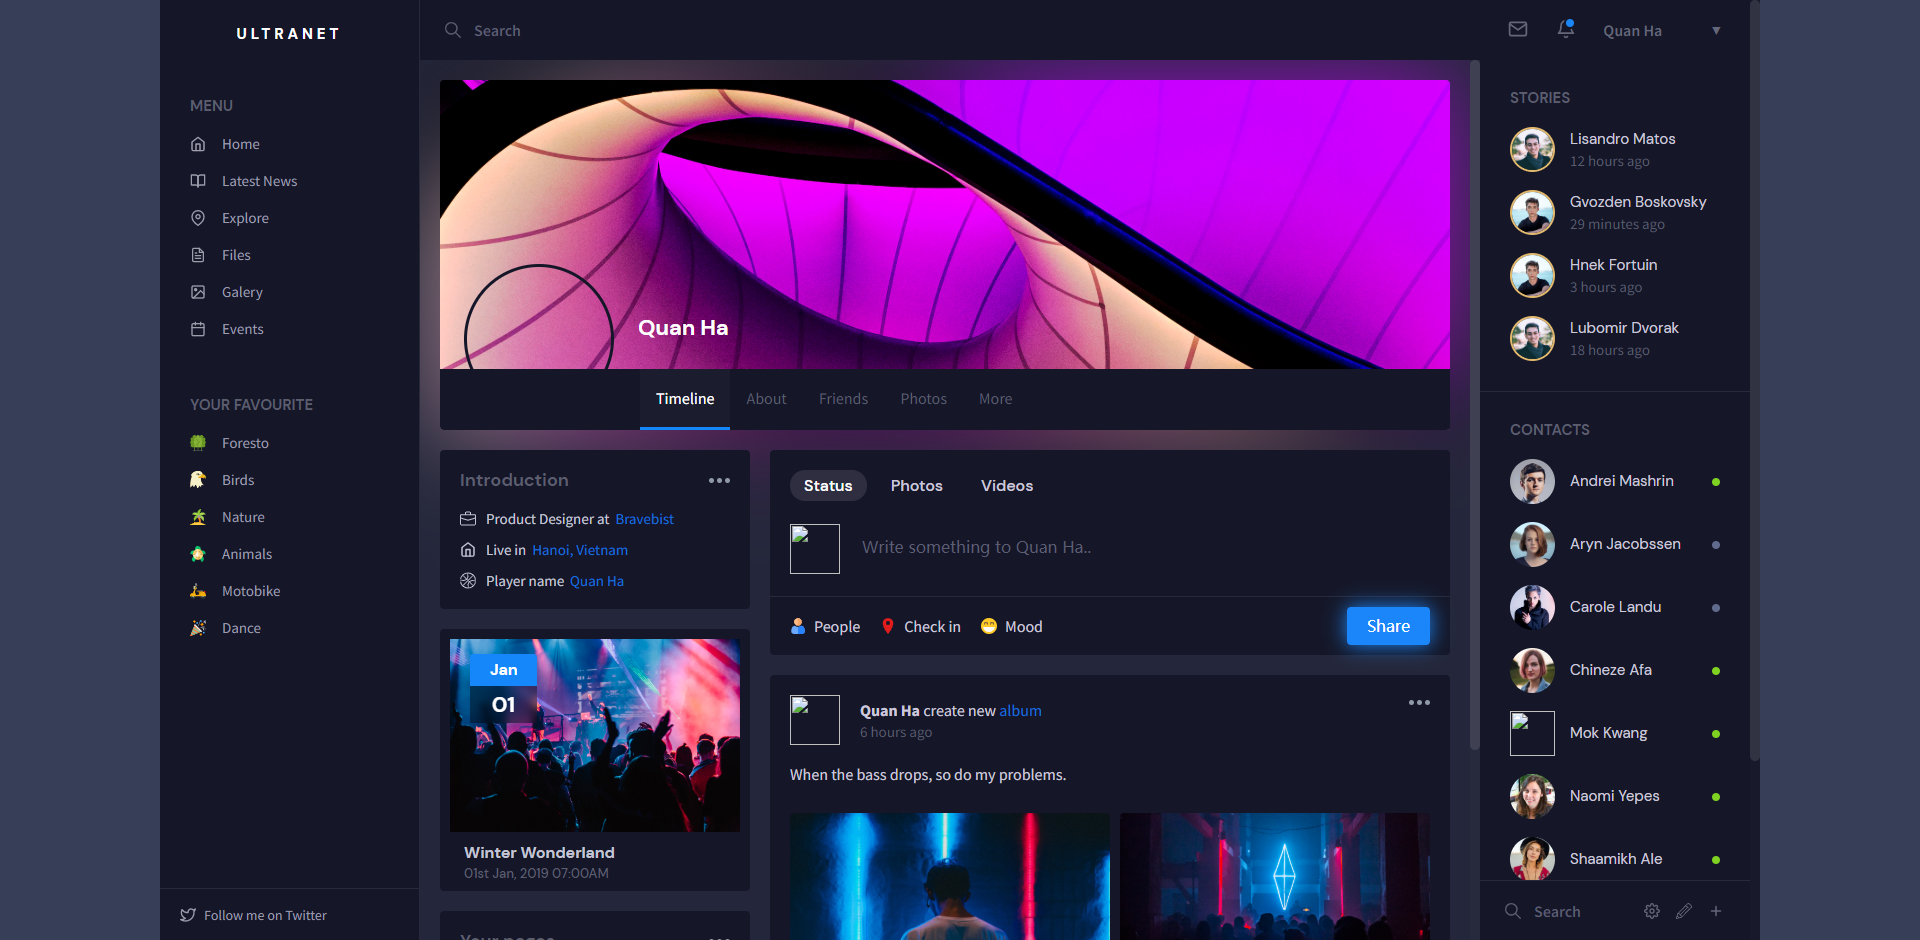 ULTRANET
MENU
Home
Latest News
Explore
Files
Galery
Events
YOUR FAVOURITE
Foresto
Birds
Nature
Animals
Motobike
Dance
Follow me on Twitter
Search
Quan Ha
Quan Ha
Timeline
About
Friends
Photos
More
Introduction
Product Designer at Bravebist
Live in Hanoi, Vietnam
Player name Quan Ha
Jan
01
Winter Wonderland
01st Jan, 2019 07:00AM
Your pages
Status
Photos
Videos
Write something to Quan Ha..
People
Check in
Mood
Share
Quan Ha create new album
6 hours ago
When the bass drops, so do my problems.
STORIES
Lisandro Matos
12 hours ago
Gvozden Boskovsky
29 minutes ago
Hnek Fortuin
3 hours ago
Lubomir Dvorak
18 hours ago
CONTACTS
Andrei Mashrin
Aryn Jacobssen
Carole Landu
Chineze Afa
Mok Kwang
Naomi Yepes
Shaamikh Ale
Search